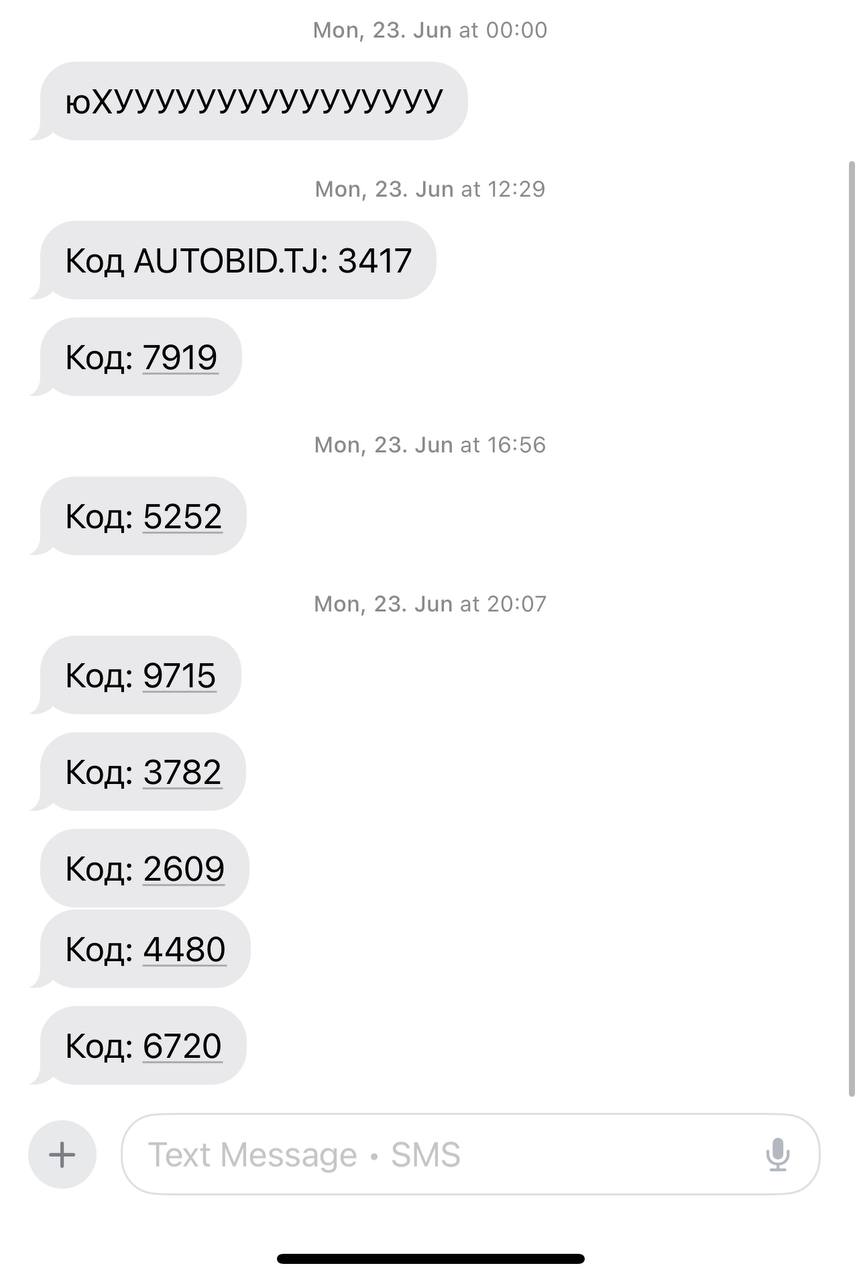 Mon, 23. Jun at 00:00
юХУУУУУУУУУУУУУУУУ
Mon, 23. Jun at 12:29
Код AUTOBID.TJ: 3417
Код: 7919
Mon, 23. Jun at 16:56
Код: 5252
Mon, 23. Jun at 20:07
Код: 9715
Код: 3782
Код: 2609
Код: 4480
Код: 6720
Text Message • SMS